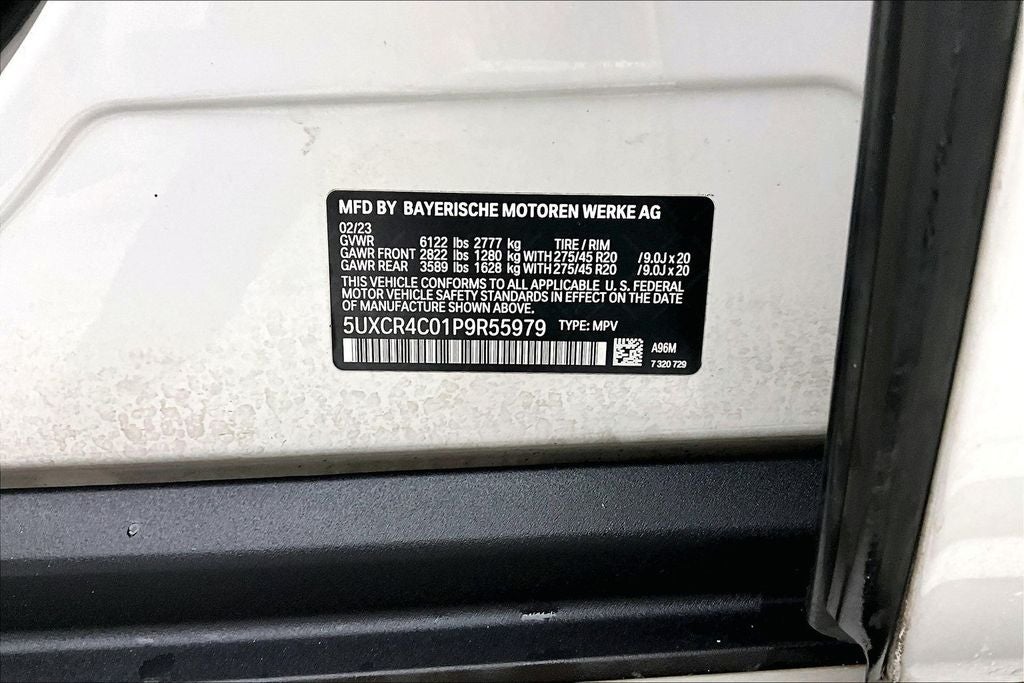 MFD BY BAYERISCHE MOTOREN WERKE AG
02/23
GVWR 6122 lbs 2777 kg TIRE / RIM
GAWR FRONT 2822 lbs 1280 kg WITH 275/45 R20 /9.0J x 20
GAWR REAR 3589 lbs 1628 kg WITH 275/45 R20 /9.0J x 20
THIS VEHICLE CONFORMS TO ALL APPLICABLE U. S. FEDERAL
MOTOR VEHICLE SAFETY STANDARDS IN EFFECT ON THE DATE
OF MANUFACTURE SHOWN ABOVE.
5UXCR4C01P9R55979 TYPE: MPV
A96M
7 320 729